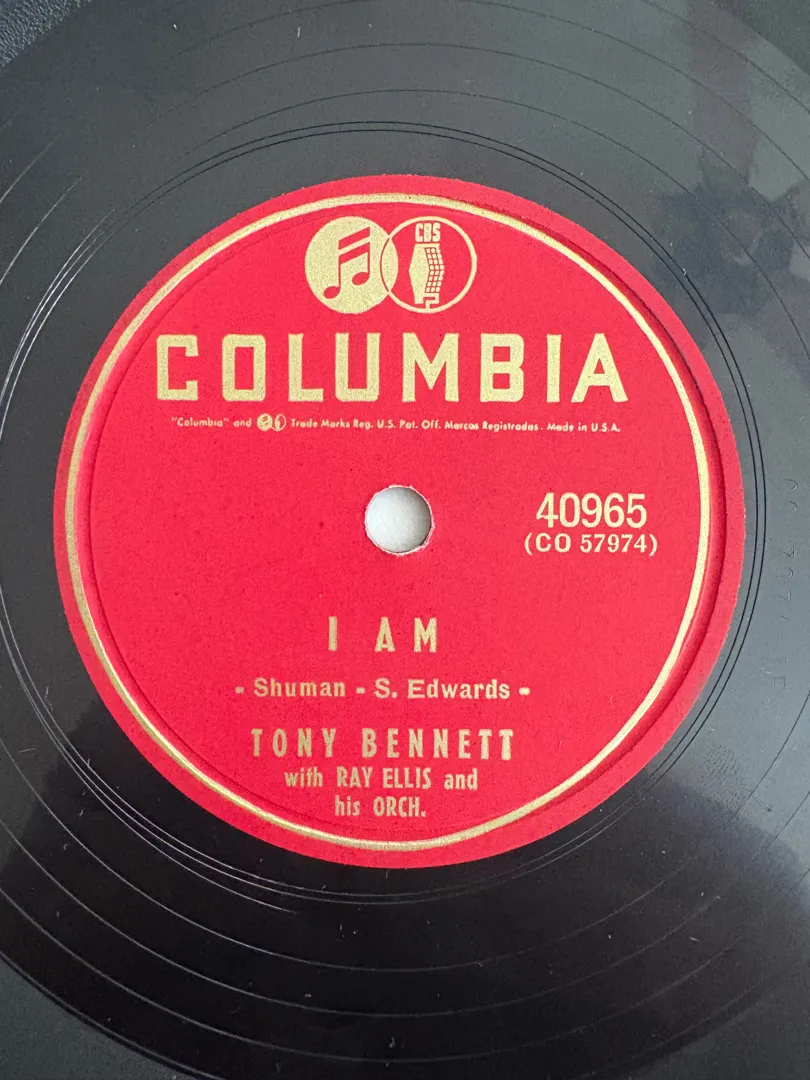 CBS
COLUMBIA
"Columbia" and Trade Marks Reg. U.S. Pat. Off. Marcas Registradas. Made in U.S.A.
40965
(CO 57974)
I AM
- Shuman - S. Edwards -
TONY BENNETT
with RAY ELLIS and
his ORCH.